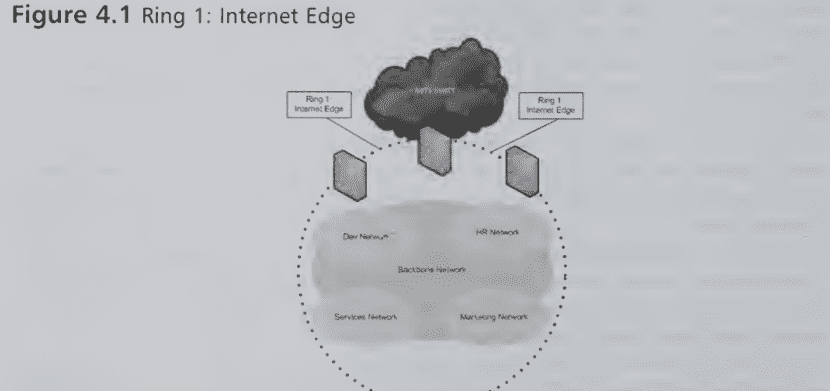 Figure 4.1 Ring 1: Internet Edge
INTERNET
Ring 1
Internet Edge
Ring 1
Internet Edge
Dev Network
HR Network
Backbone Network
Services Network
Marketing Network